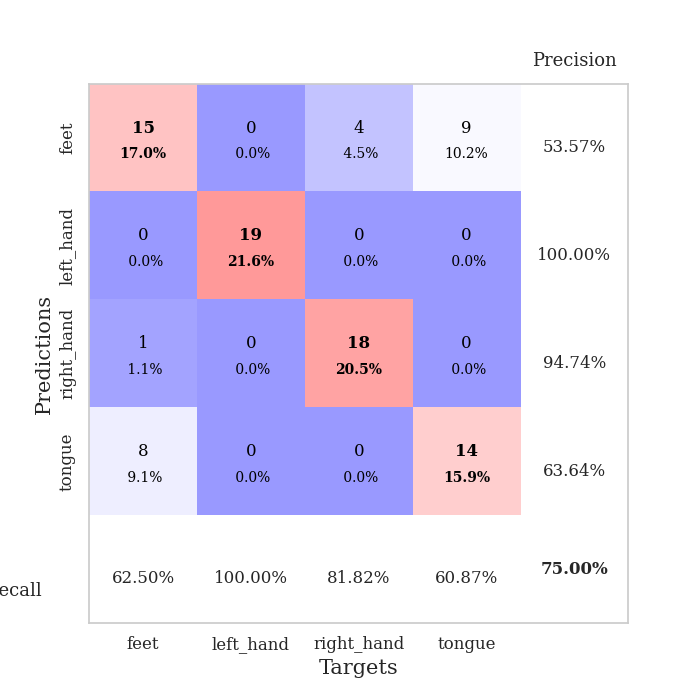 Precision
feet 15 0 4 9
17.0% 0.0% 4.5% 10.2% 53.57%
left_hand 0 19 0 0
0.0% 21.6% 0.0% 0.0% 100.00%
Predictions
right_hand 1 0 18 0
1.1% 0.0% 20.5% 0.0% 94.74%
tongue 8 0 0 14
9.1% 0.0% 0.0% 15.9% 63.64%
ecall 62.50% 100.00% 81.82% 60.87% 75.00%
feet left_hand right_hand tongue
Targets